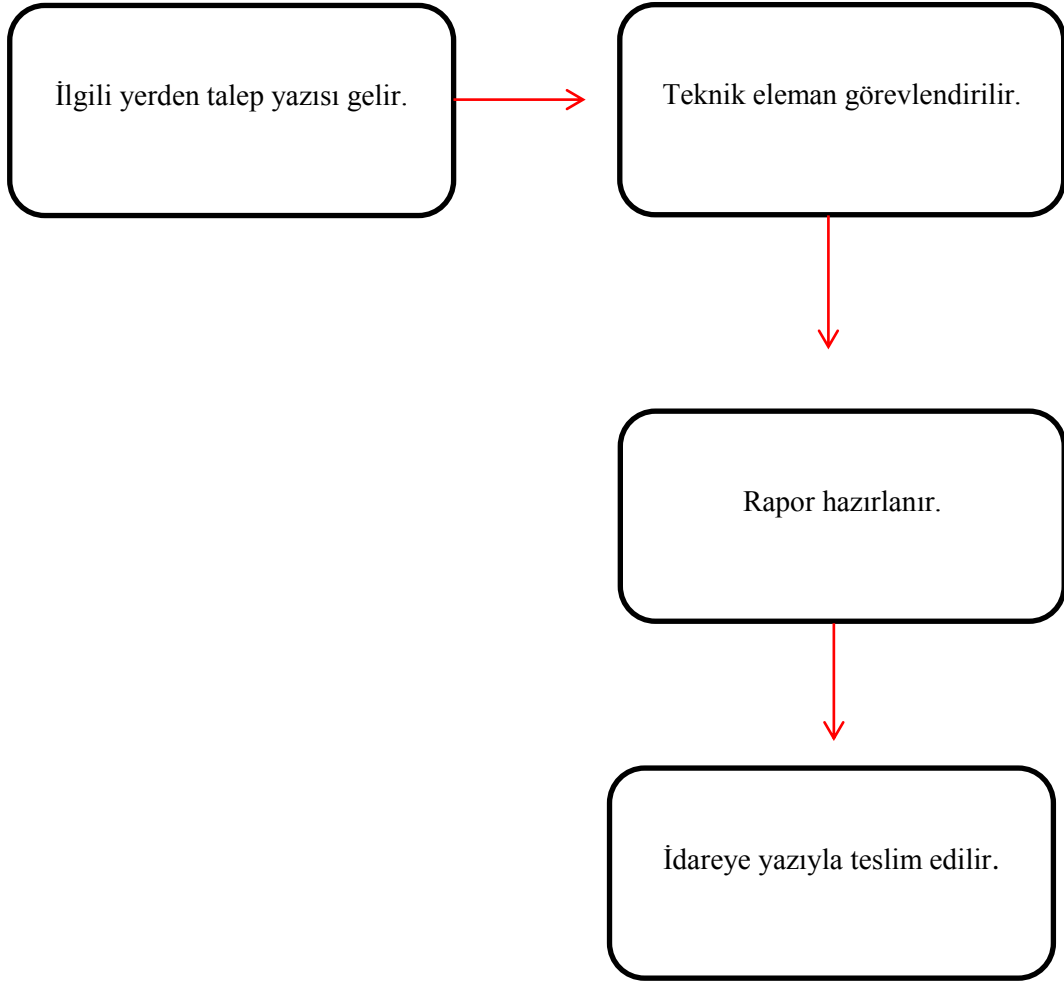 İlgili yerden talep yazısı gelir.
Teknik eleman görevlendirilir.
Rapor hazırlanır.
İdareye yazıyla teslim edilir.